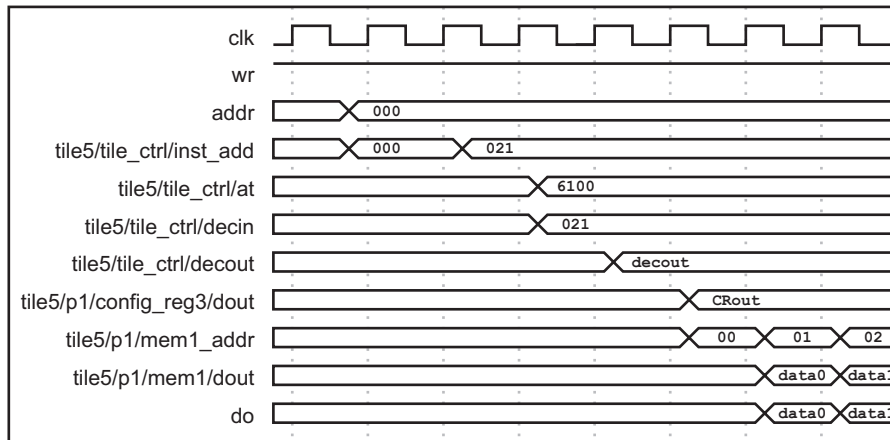 clk
wr
addr 000
tile5/tile_ctrl/inst_add 000 021
tile5/tile_ctrl/at 6100
tile5/tile_ctrl/decin 021
tile5/tile_ctrl/decout decout
tile5/p1/config_reg3/dout CRout
tile5/p1/mem1_addr 00 01 02
tile5/p1/mem1/dout data0 data1
do data0 data1